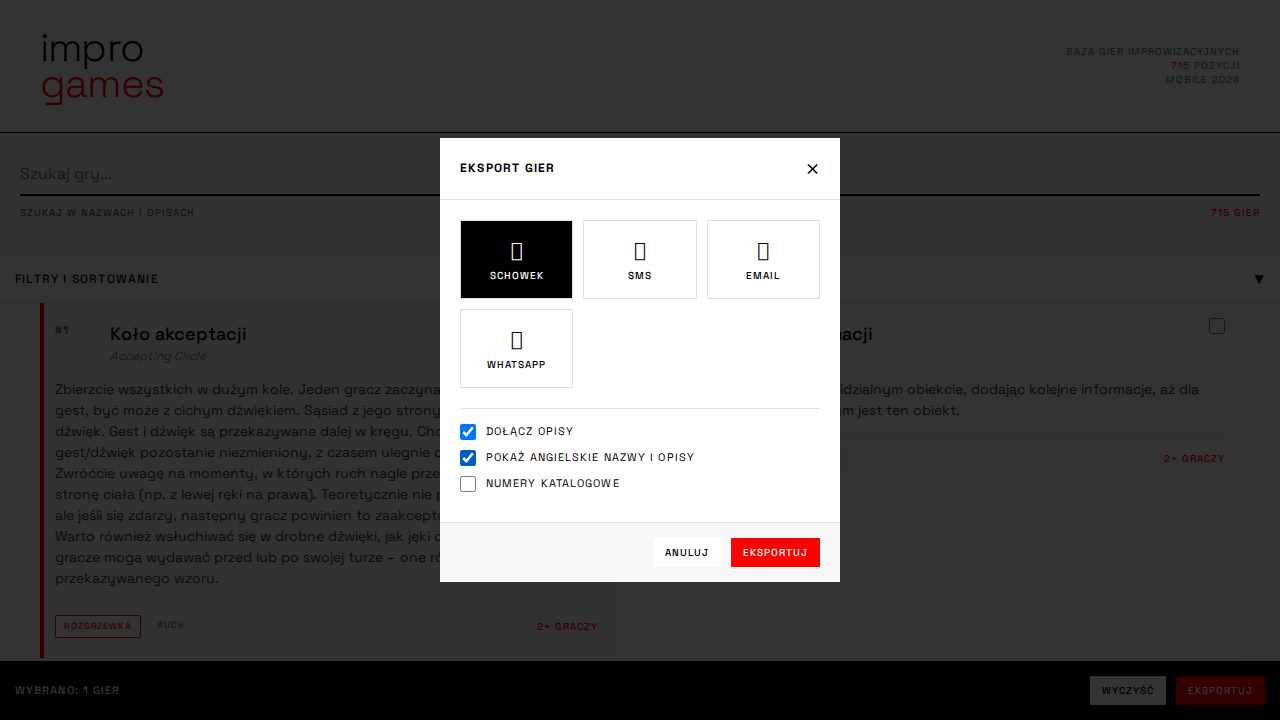 impro
games
BAZA GIER IMPROWIZACYJNYCH
715 POZYCJI
MOBILE 2024
Szukaj gry...
SZUKAJ W NAZWACH I OPISACH
715 GIER
FILTRY I SORTOWANIE
▼
#1
Koło akceptacji
Accepting Circle
Zbierzcie wszystkich w dużym kole. Jeden gracz zaczyna
gest, być może z cichym dźwiękiem. Sąsiad z jego strony
dźwięk. Gest i dźwięk są przekazywane dalej w kręgu.
gest/dźwięk pozostanie niezmieniony, z czasem ulegnie
Zwróćcie uwagę na momenty, w których ruch nagle
stronę ciała (np. z lewej ręki na prawą). Teoretycznie nie
ale jeśli się zdarzy, następny gracz powinien to
Warto również wsłuchiwać się w drobne dźwięki, jak jęki
gracze mogą wydawać przed lub po swojej turze – one
przekazywanego wzoru.
ROZGRZEWKA
RUCH
2+ GRACZY
EKSPORT GIER
×
SCHOWEK
SMS
EMAIL
WHATSAPP
DOŁĄCZ OPISY
POKAŻ ANGIELSKIE NAZWY I OPISY
NUMERY KATALOGOWE
ANULUJ
EKSPORTUJ
obiekcie, dodając kolejne informacje, aż dla
jest ten obiekt.
2+ GRACZY
WYBRANO: 1 GIER
WYCZYŚĆ
EKSPORTUJ